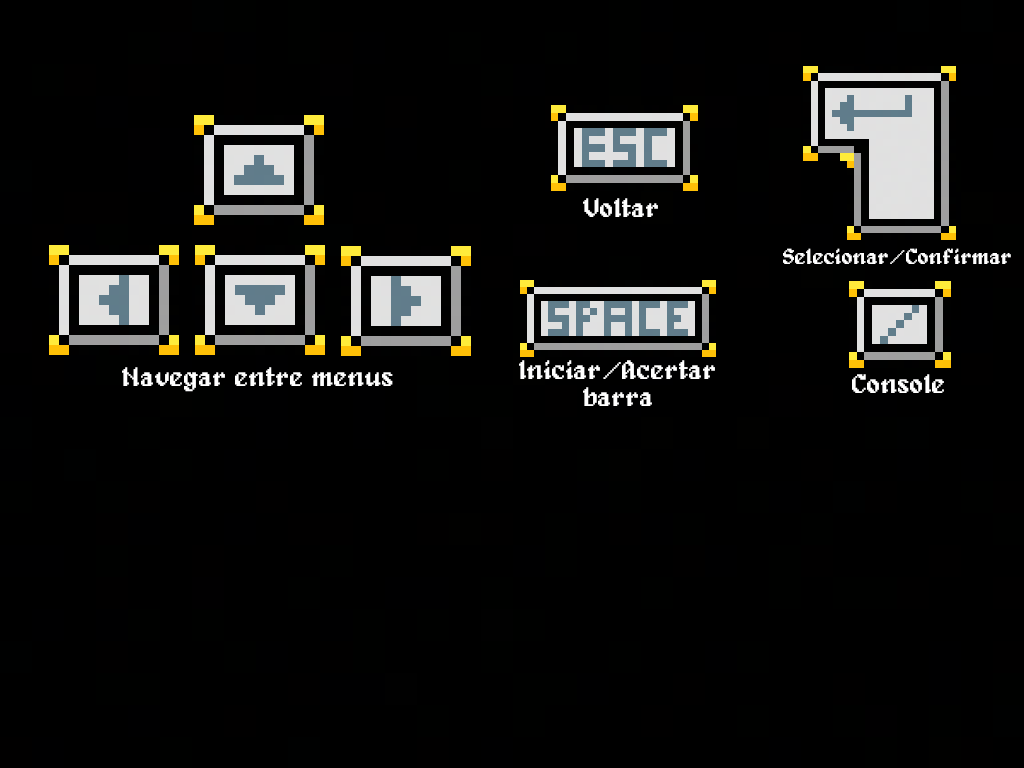 ESC
Voltar
Selecionar/Confirmar
Navegar entre menus
SPACE
Iniciar/Acertar
barra
/
Console